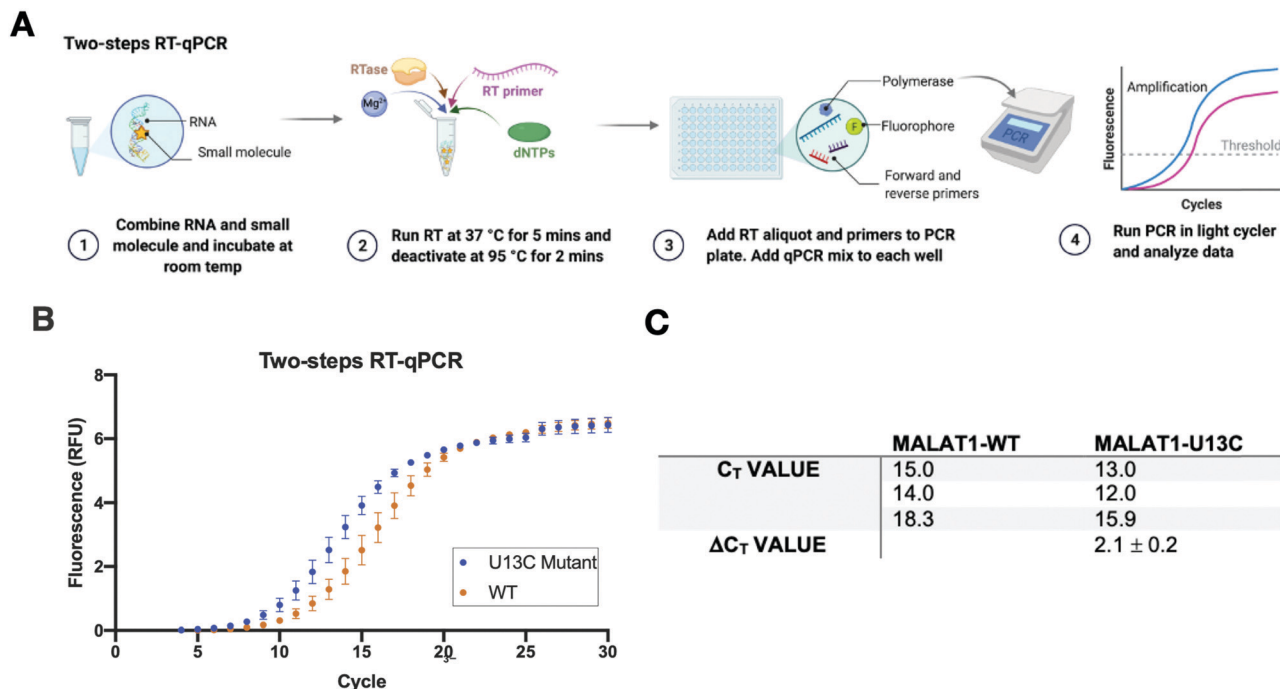 A
Two-steps RT-qPCR
RTase
Mg2+
RT primer
dNTPs
RNA
Small molecule
Polymerase
Fluorophore
F
Forward and
reverse primers
PCR
Fluorescence
Amplification
Threshold
Cycles
1
Combine RNA and small
molecule and incubate at
room temp
2
Run RT at 37 °C for 5 mins and
deactivate at 95 °C for 2 mins
3
Add RT aliquot and primers to PCR
plate. Add qPCR mix to each well
4
Run PCR in light cycler
and analyze data
B
Two-steps RT-qPCR
Fluorescence (RFU)
8
6
4
2
0
U13C Mutant
WT
0 5 10 15 20 25 30
3–
Cycle
C
MALAT1-WT MALAT1-U13C
CT VALUE 15.0 13.0
14.0 12.0
18.3 15.9
ΔCT VALUE 2.1 ± 0.2